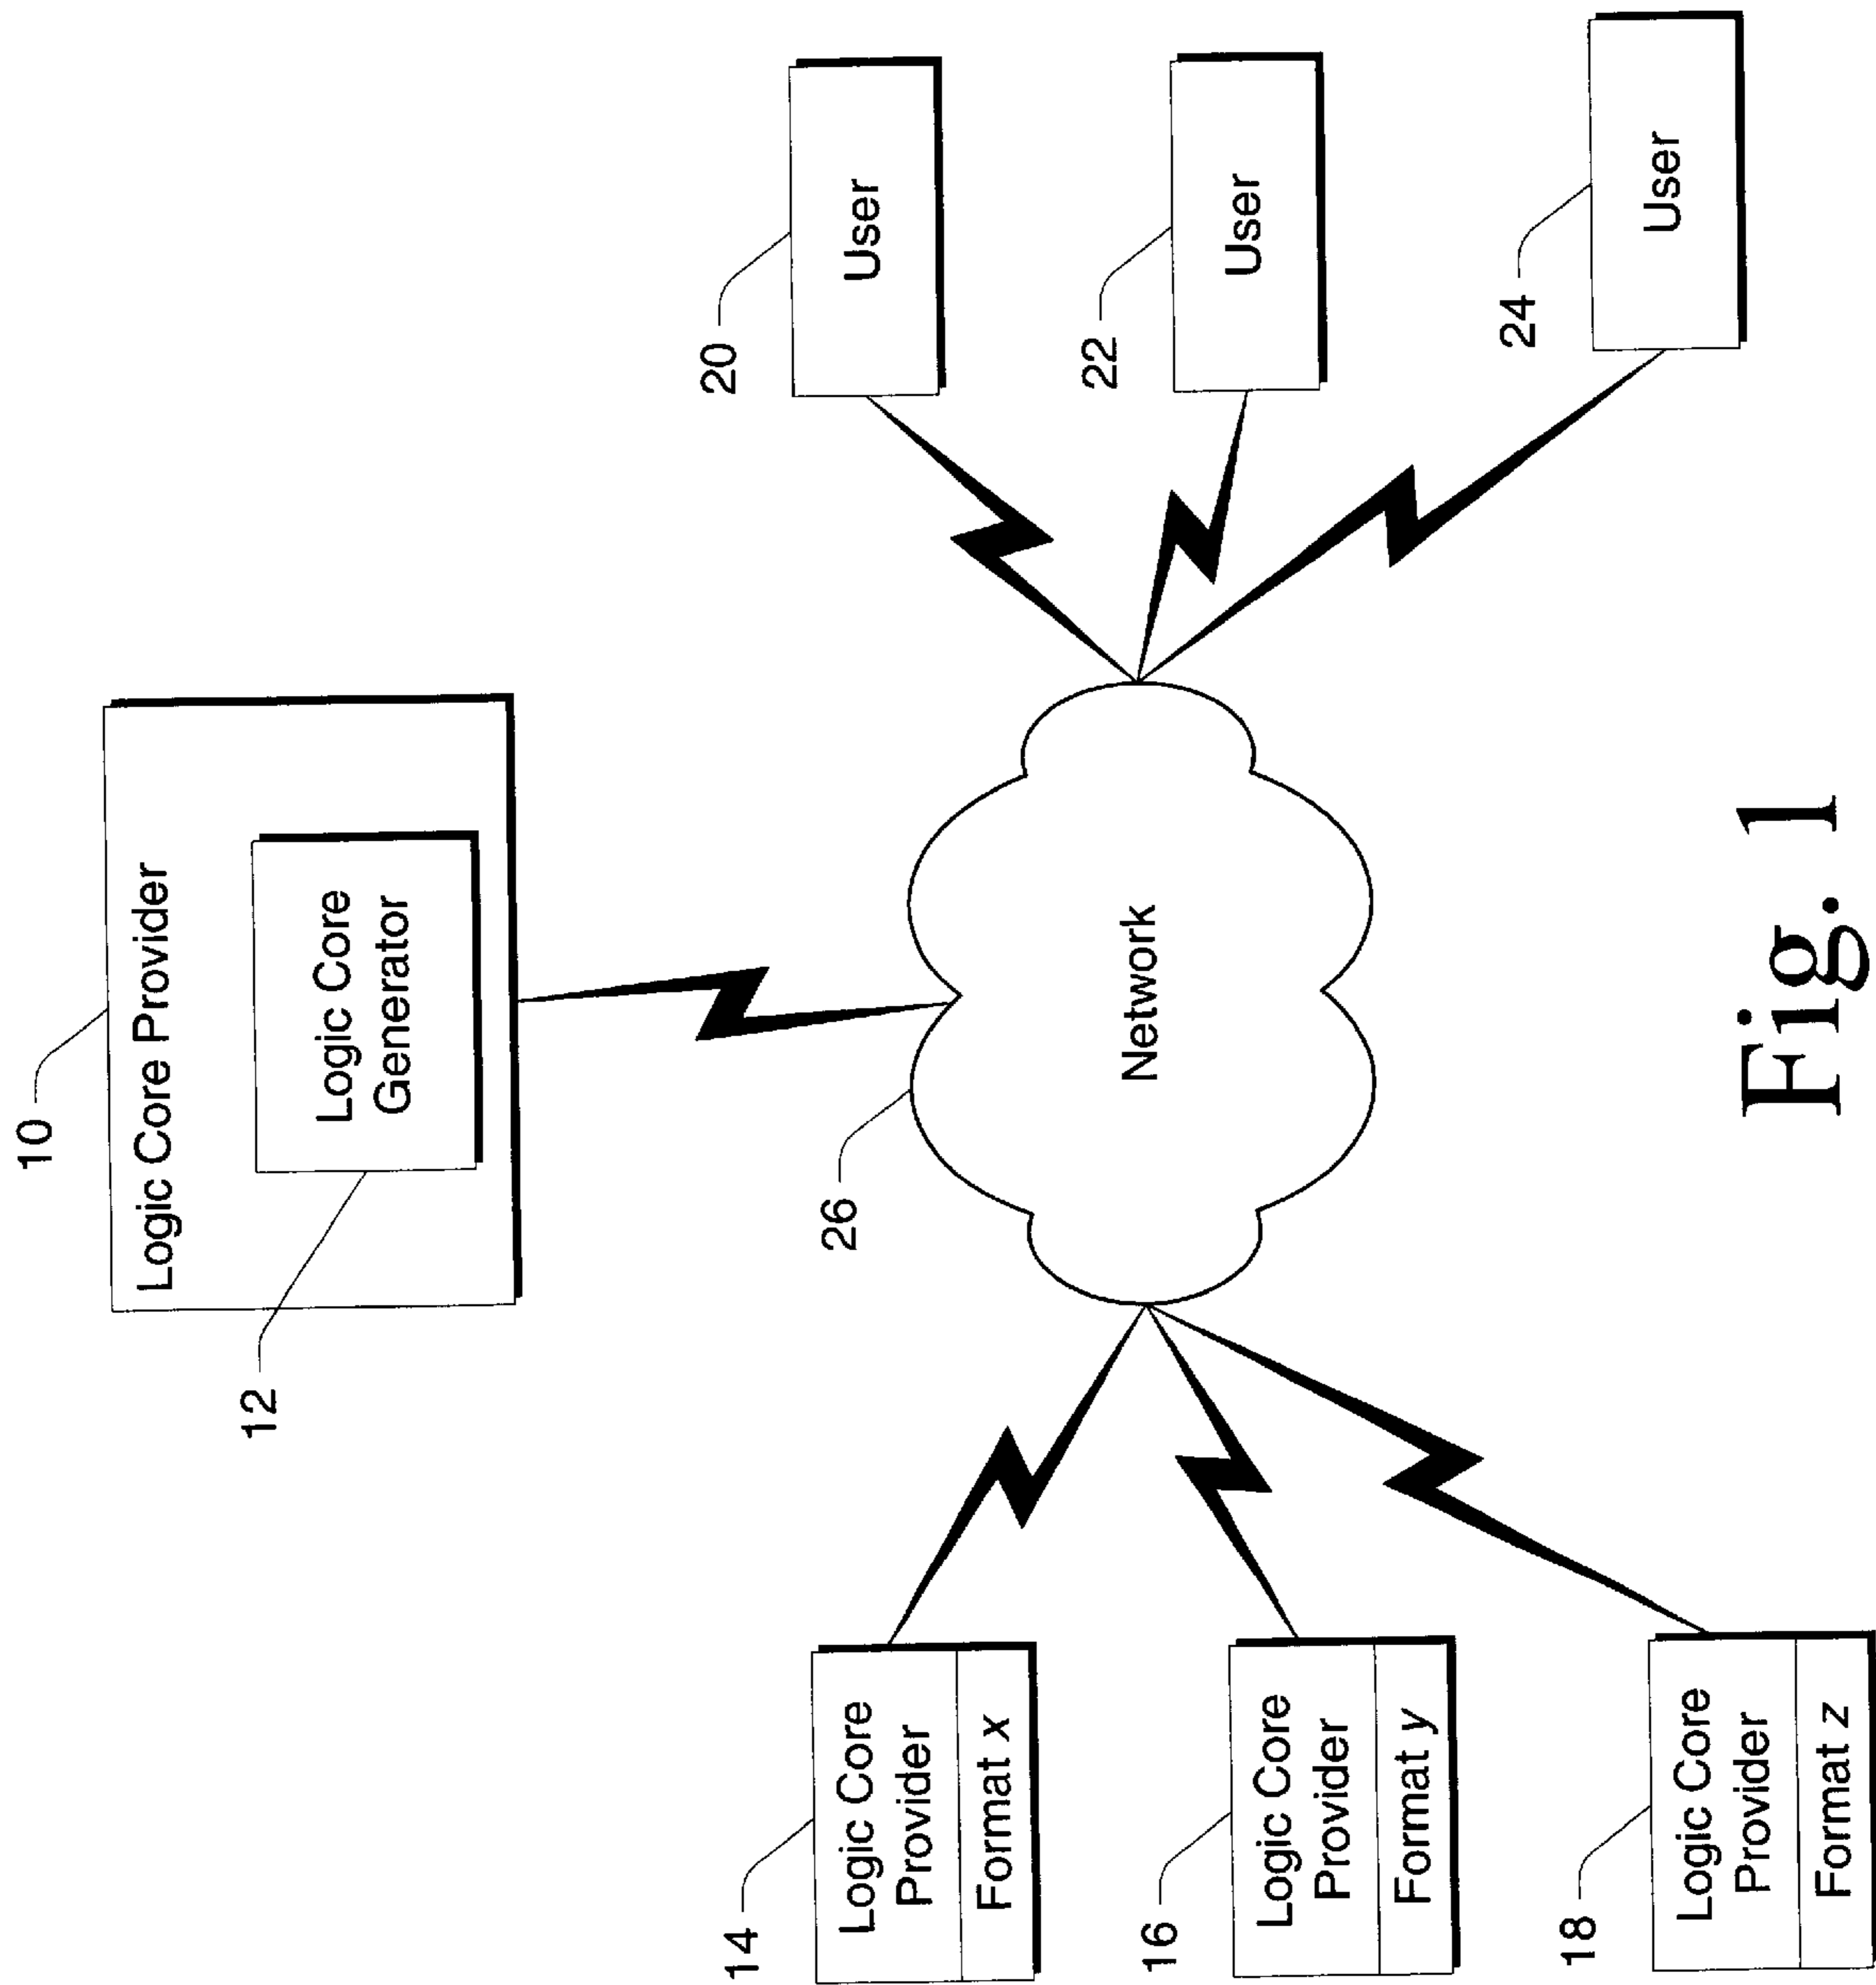 10
Logic Core Provider
Logic Core
Generator
12
14
Logic Core
Provider
Format x
16
Logic Core
Provider
Format y
18
Logic Core
Provider
Format z
26
Network
20
User
22
User
24
User
Fig. 1